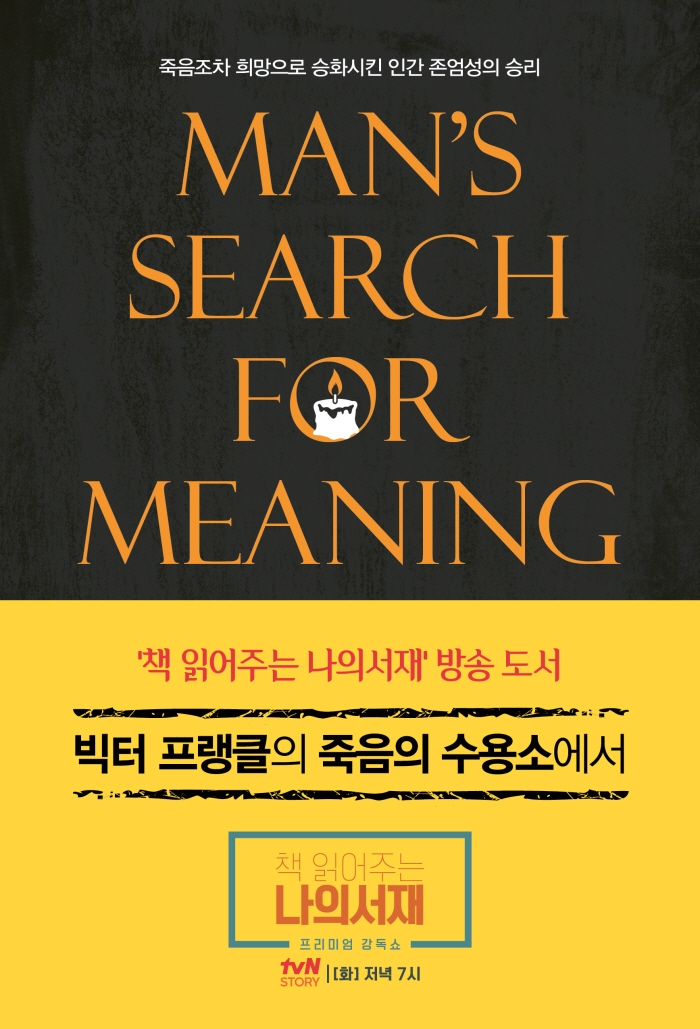 죽음조차 희망으로 승화시킨 인간 존엄성의 승리
MAN’S
SEARCH
FOR
MEANING
'책 읽어주는 나의서재' 방송 도서
빅터 프랭클의 죽음의 수용소에서
책 읽어주는
나의서재
프리미엄 강독쇼
tvN
STORY
[화] 저녁 7시